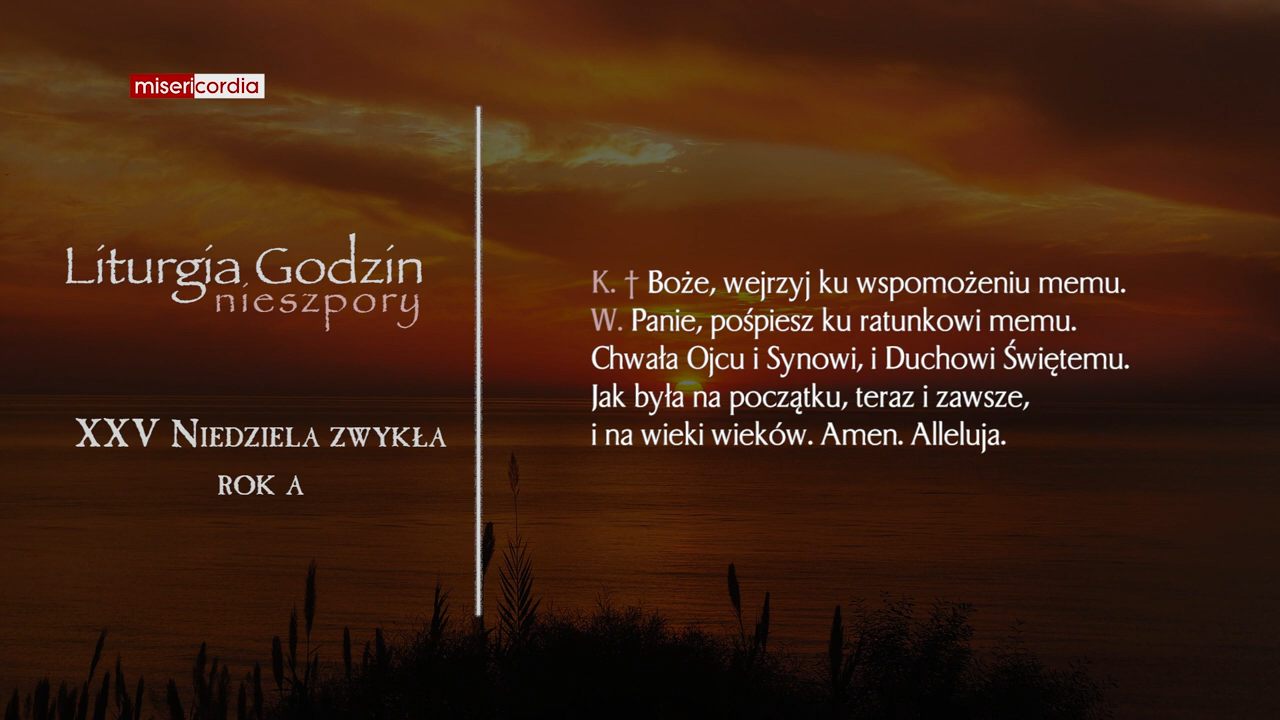 misericordia
Liturgia Godzin
nieszpory
XXV Niedziela zwykła
rok a
K. † Boże, wejrzyj ku wspomożeniu memu.
W. Panie, pośpiesz ku ratunkowi memu.
Chwała Ojcu i Synowi, i Duchowi Świętemu.
Jak była na początku, teraz i zawsze,
i na wieki wieków. Amen. Alleluja.